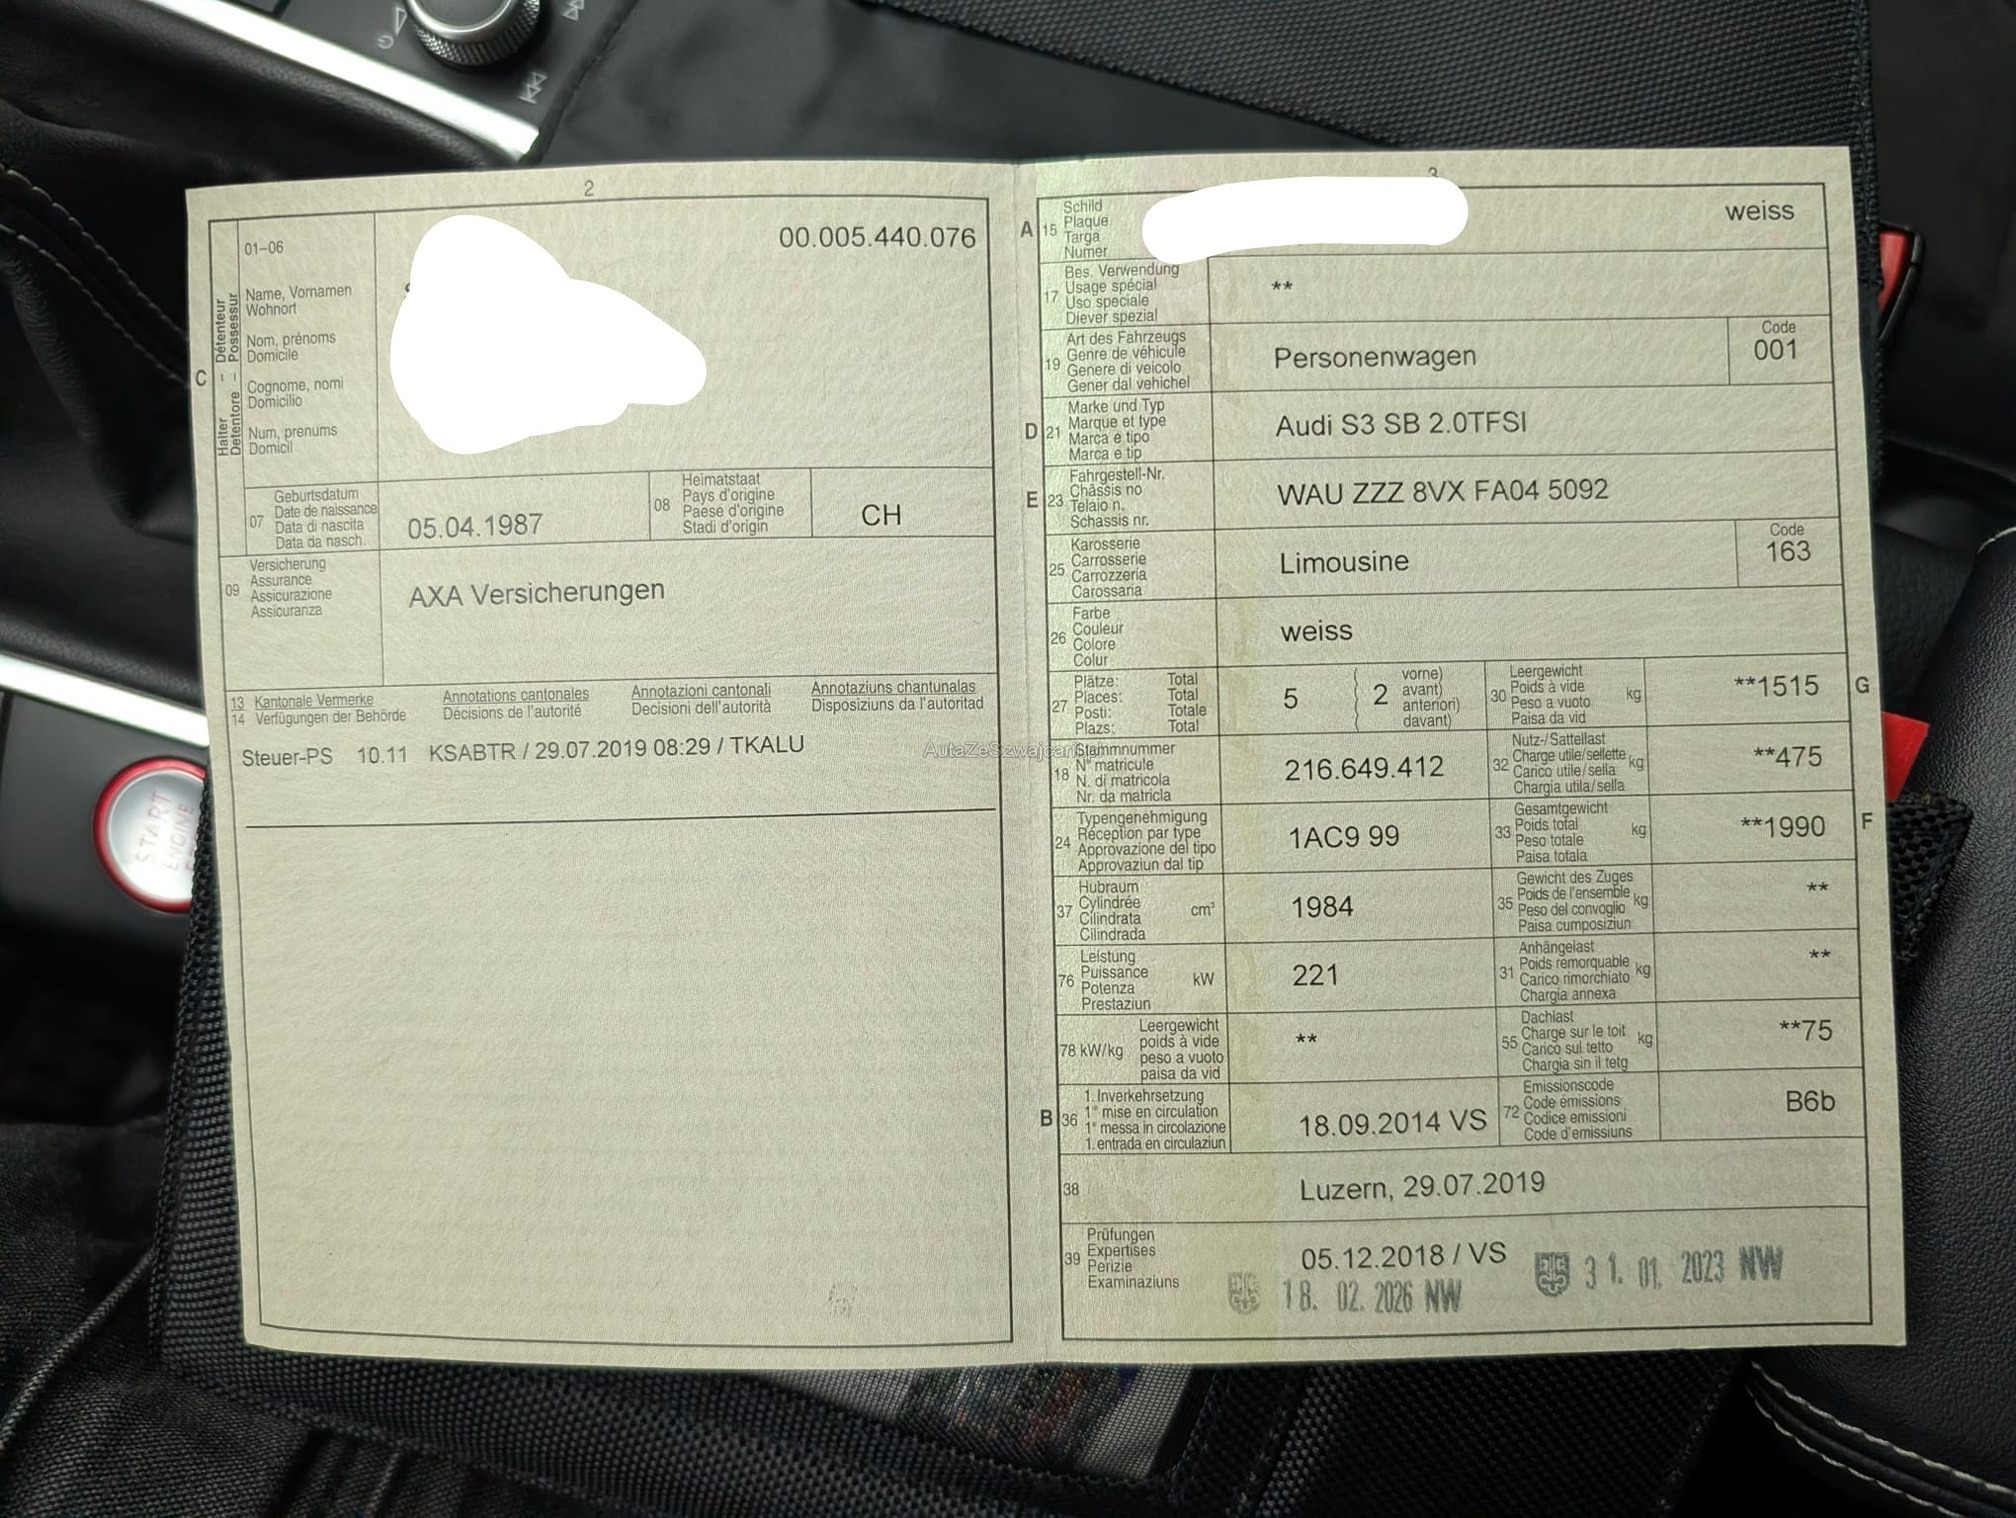 2
C
Halter – Détenteur
Detentore – Possessur
01–06
00.005.440.076
Name, Vornamen
Wohnort
Nom, prénoms
Domicile
Cognome, nomi
Domicilio
Num, prenums
Domicil
07
Geburtsdatum
Date de naissance
Data di nascita
Data da nasch.
05.04.1987
08
Heimatstaat
Pays d'origine
Paese d'origine
Stadi d'origin
CH
09
Versicherung
Assurance
Assicurazione
Assicuranza
AXA Versicherungen
13 Kantonale Vermerke Annotations cantonales Annotazioni cantonali Annotaziuns chantunalas
14 Verfügungen der Behörde Décisions de l'autorité Decisioni dell'autorità Disposiziuns da l'autoritad
Steuer-PS 10.11 KSABTR / 29.07.2019 08:29 / TKALU
3
A 15
Schild
Plaque
Targa
Numer
weiss
17
Bes. Verwendung
Usage spécial
Uso speciale
Diever spezial
**
19
Art des Fahrzeugs
Genre de véhicule
Genere di veicolo
Gener dal vehichel
Personenwagen
Code
001
D 21
Marke und Typ
Marque et type
Marca e tipo
Marca e tip
Audi S3 SB 2.0TFSI
E 23
Fahrgestell-Nr.
Châssis no
Telaio n.
Schassis nr.
WAU ZZZ 8VX FA04 5092
25
Karosserie
Carrosserie
Carrozzeria
Carossaria
Limousine
Code
163
26
Farbe
Couleur
Colore
Colur
weiss
27
Plätze: Total
Places: Total
Posti: Totale
Plazs: Total
5
2
vorne)
avant)
anteriori)
davant)
30
Leergewicht
Poids à vide
Peso a vuoto
Paisa da vid
kg
**1515
G
18
Stammnummer
N° matricule
N. di matricola
Nr. da matricla
216.649.412
32
Nutz-/Sattellast
Charge utile/sellette
Carico utile/sella
Chargia utila/sella
kg
**475
24
Typengenehmigung
Réception par type
Approvazione del tipo
Approvaziun dal tip
1AC9 99
33
Gesamtgewicht
Poids total
Peso totale
Paisa totala
kg
**1990
F
37
Hubraum
Cylindrée
Cilindrata
Cilindrada
cm³
1984
35
Gewicht des Zuges
Poids de l'ensemble
Peso del convoglio
Paisa cumposiziun
kg
**
76
Leistung
Puissance
Potenza
Prestaziun
kW
221
31
Anhängelast
Poids remorquable
Carico rimorchiato
Chargia annexa
kg
**
78 kW/kg
Leergewicht
poids à vide
peso a vuoto
paisa da vid
**
55
Dachlast
Charge sur le toit
Carico sul tetto
Chargia sin il tetg
kg
**75
B 36
1. Inverkehrsetzung
1re mise en circulation
1a messa in circolazione
1. entrada en circulaziun
18.09.2014 VS
72
Emissionscode
Code émissions
Codice emissioni
Code d'emissiuns
B6b
38
Luzern, 29.07.2019
39
Prüfungen
Expertises
Perizie
Examinaziuns
05.12.2018 / VS
31. 01. 2023 NW
18. 02. 2026 NW
START
ENGINE